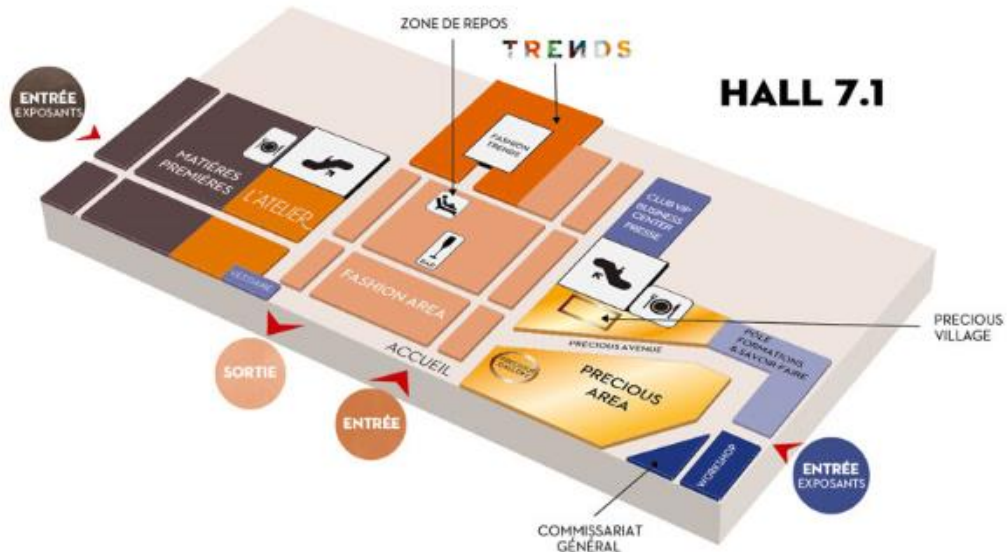 ZONE DE REPOS
TRENDS
HALL 7.1
ENTRÉE
EXPOSANTS
MATIÈRES
PREMIÈRES
L'ATELIER
FASHION
TRENDS
CLUB VIP
BUSINESS
CENTER
PRESSE
BAR
FASHION AREA
VESTIAIRE
ACCUEIL
SORTIE
ENTRÉE
PRECIOUS AVENUE
PRECIOUS
VILLAGE
PÔLE
FORMATIONS
& SAVOIR-FAIRE
PRECIOUS
AREA
WORKSHOP
ENTRÉE
EXPOSANTS
COMMISSARIAT
GÉNÉRAL